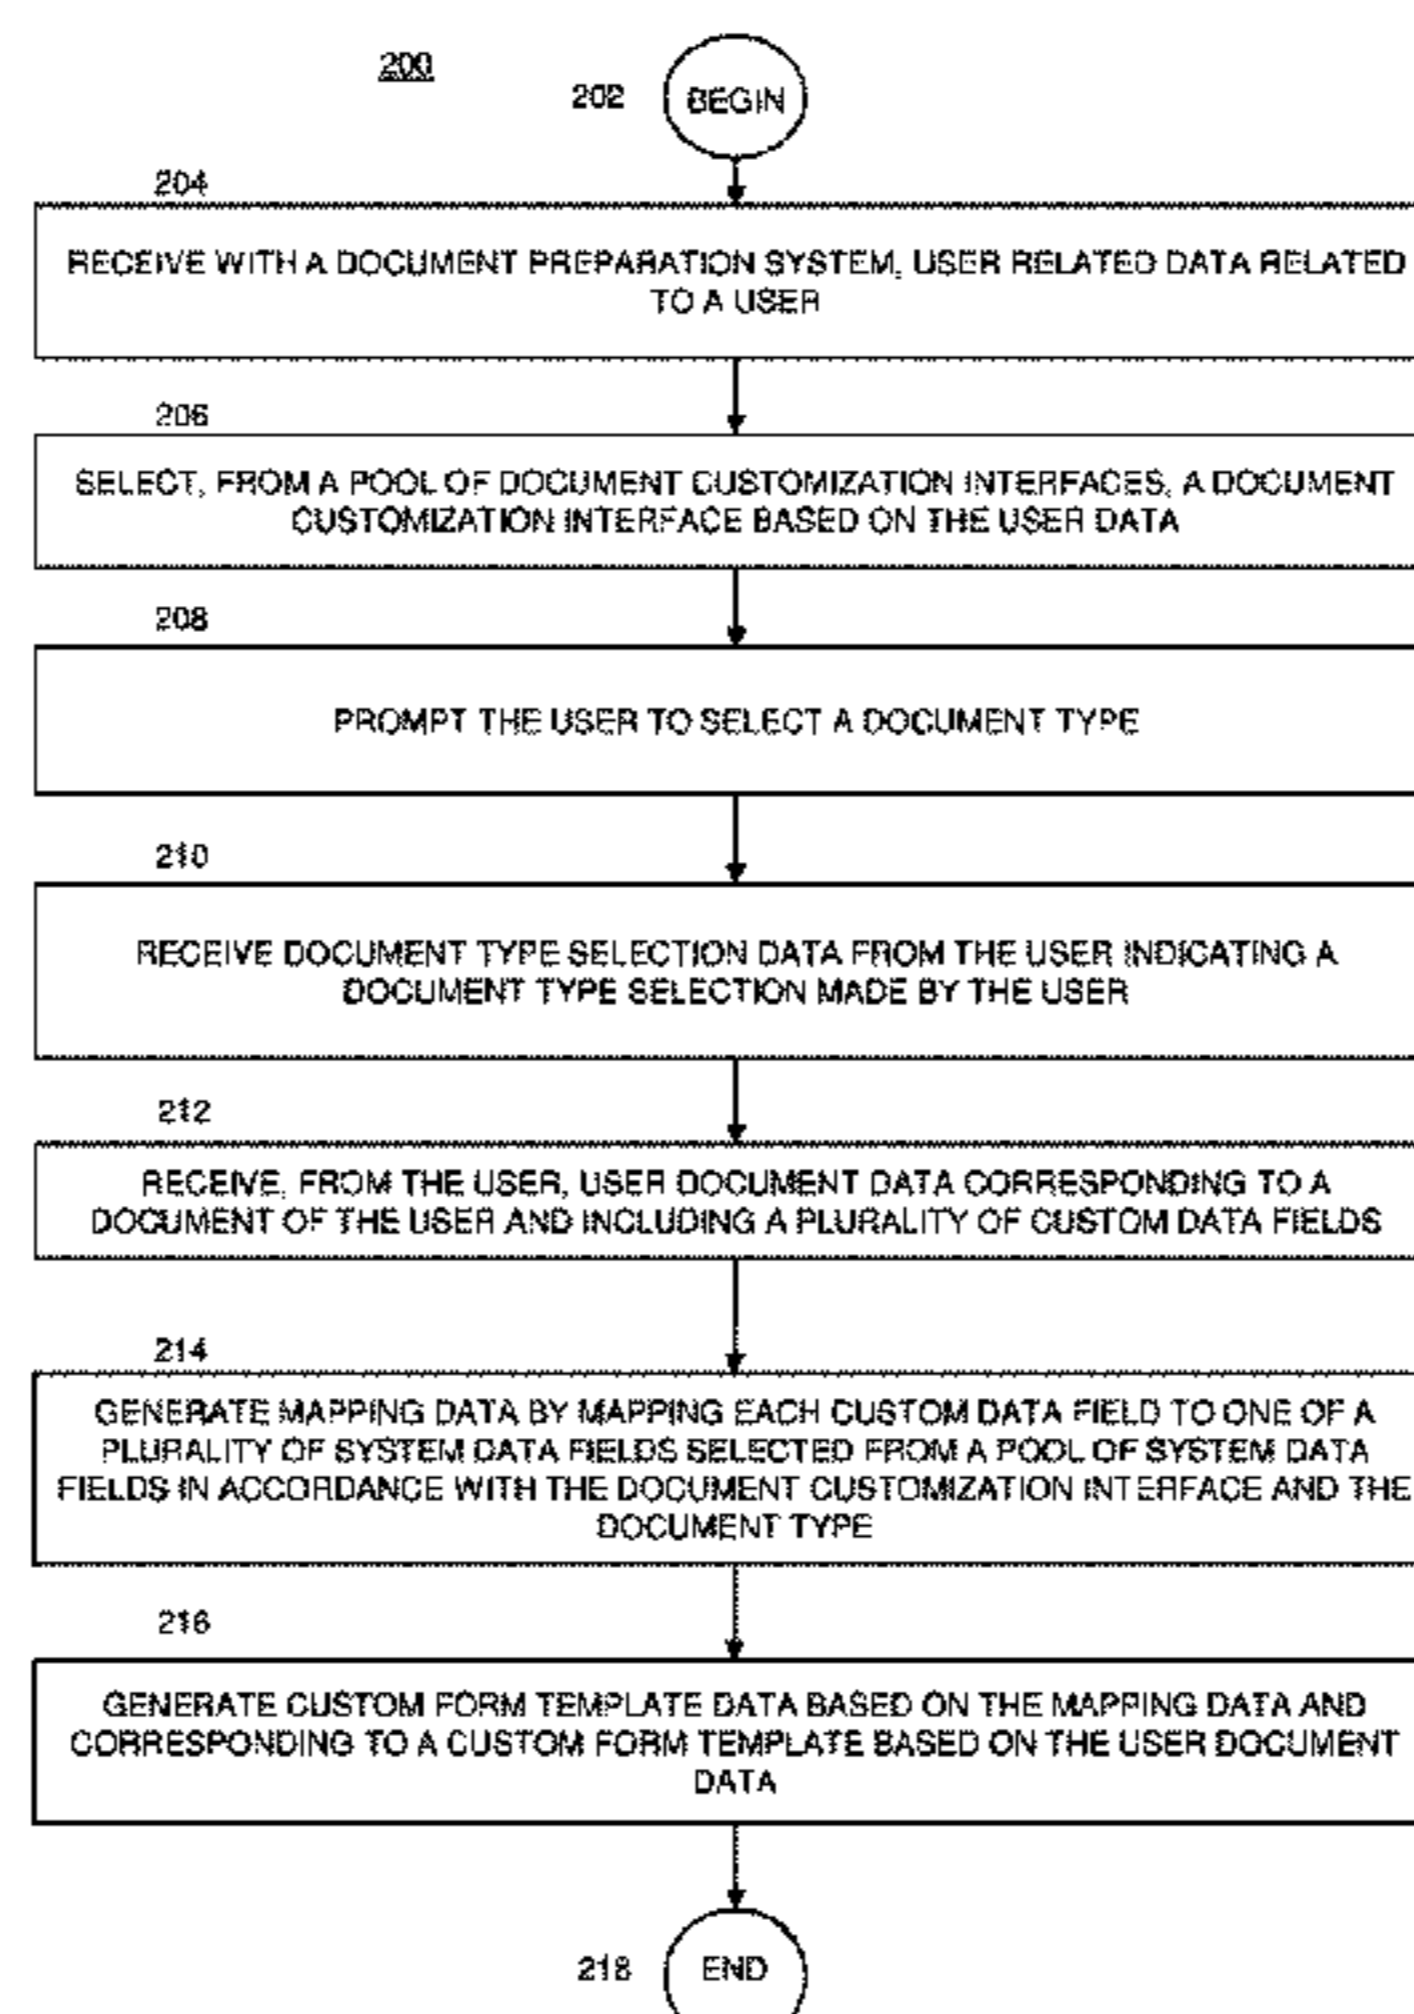 200
202
BEGIN
204
RECEIVE WITH A DOCUMENT PREPARATION SYSTEM, USER RELATED DATA RELATED
TO A USER
206
SELECT, FROM A POOL OF DOCUMENT CUSTOMIZATION INTERFACES, A DOCUMENT
CUSTOMIZATION INTERFACE BASED ON THE USER DATA
208
PROMPT THE USER TO SELECT A DOCUMENT TYPE
210
RECEIVE DOCUMENT TYPE SELECTION DATA FROM THE USER INDICATING A
DOCUMENT TYPE SELECTION MADE BY THE USER
212
RECEIVE, FROM THE USER, USER DOCUMENT DATA CORRESPONDING TO A
DOCUMENT OF THE USER AND INCLUDING A PLURALITY OF CUSTOM DATA FIELDS
214
GENERATE MAPPING DATA BY MAPPING EACH CUSTOM DATA FIELD TO ONE OF A
PLURALITY OF SYSTEM DATA FIELDS SELECTED FROM A POOL OF SYSTEM DATA
FIELDS IN ACCORDANCE WITH THE DOCUMENT CUSTOMIZATION INTERFACE AND THE
DOCUMENT TYPE
216
GENERATE CUSTOM FORM TEMPLATE DATA BASED ON THE MAPPING DATA AND
CORRESPONDING TO A CUSTOM FORM TEMPLATE BASED ON THE USER DOCUMENT
DATA
218
END